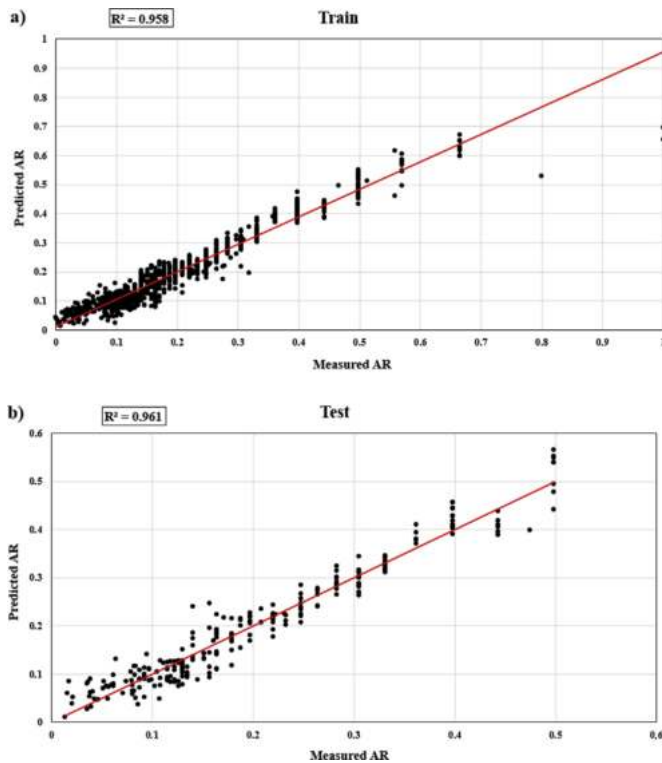 a)
R² = 0.958
Train
1
0.9
0.8
0.7
0.6
0.5
0.4
0.3
0.2
0.1
0
Predicted AR
0 0.1 0.2 0.3 0.4 0.5 0.6 0.7 0.8 0.9
Measured AR
b)
R² = 0.961
Test
0.6
0.5
0.4
0.3
0.2
0.1
0
Predicted AR
0 0.1 0.2 0.3 0.4 0.5 0.6
Measured AR